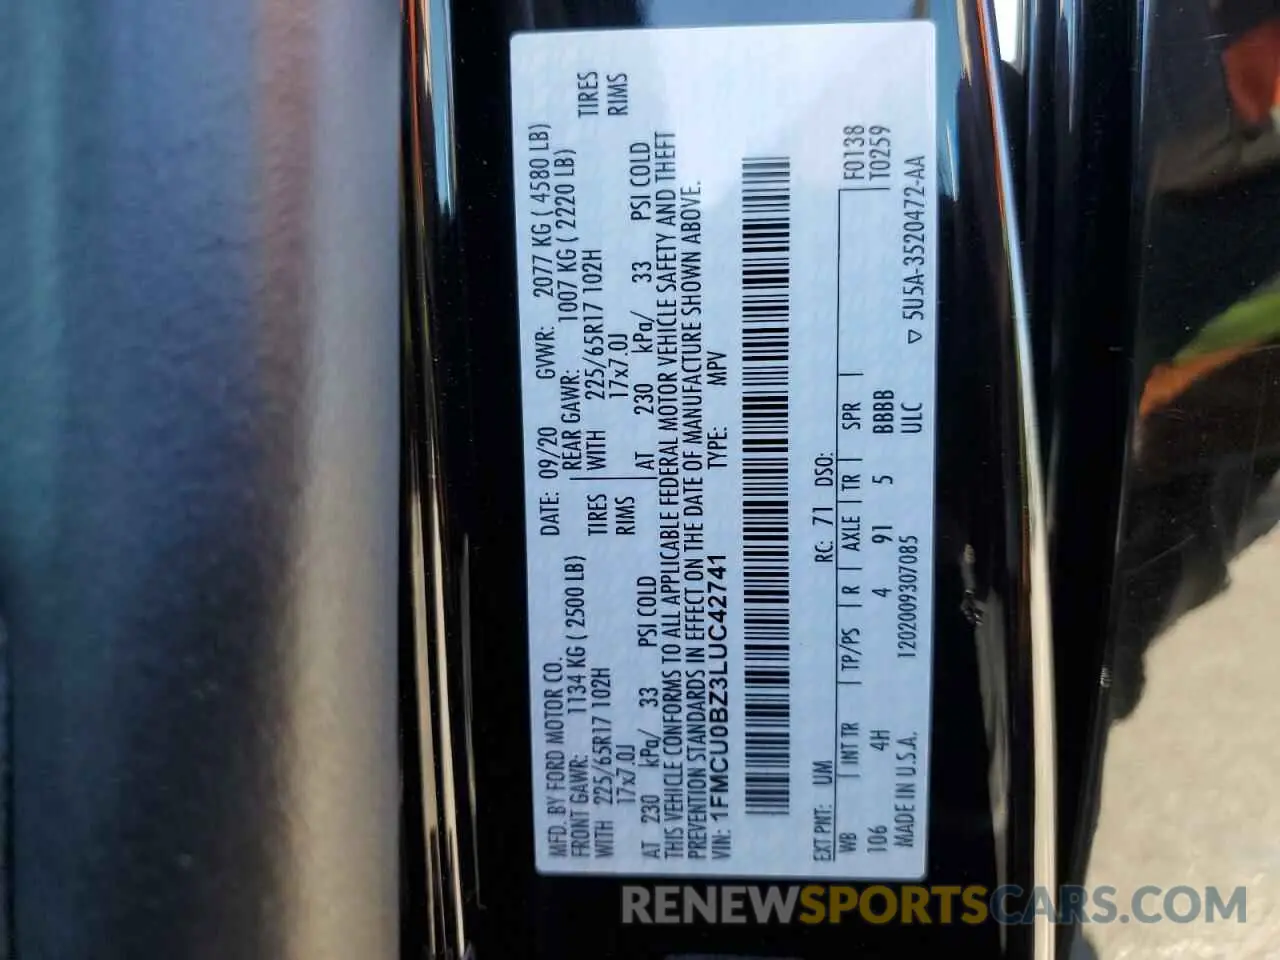 MFD. BY FORD MOTOR CO.
DATE: 09/20 GVWR: 2077 KG ( 4580 LB)
FRONT GAWR: 1134 KG ( 2500 LB)
REAR GAWR: 1007 KG ( 2220 LB)
WITH 225/65R17 102H TIRES
WITH 225/65R17 102H TIRES
17x7.0J RIMS
17x7.0J RIMS
AT 230 kPa/ 33 PSI COLD
AT 230 kPa/ 33 PSI COLD
THIS VEHICLE CONFORMS TO ALL APPLICABLE FEDERAL MOTOR VEHICLE SAFETY AND THEFT
PREVENTION STANDARDS IN EFFECT ON THE DATE OF MANUFACTURE SHOWN ABOVE.
VIN: 1FMCU0BZ3LUC42741 TYPE: MPV
EXT PNT: UM RC: 71 DSO:
WB | INT TR | TP/PS | R | AXLE | TR | SPR | F0138
106 4H 4 91 5 BBBB T0259
MADE IN U.S.A. 1202009307085 ULC ▽ 5U5A-3520472-AA
RENEWSPORTSCARS.COM